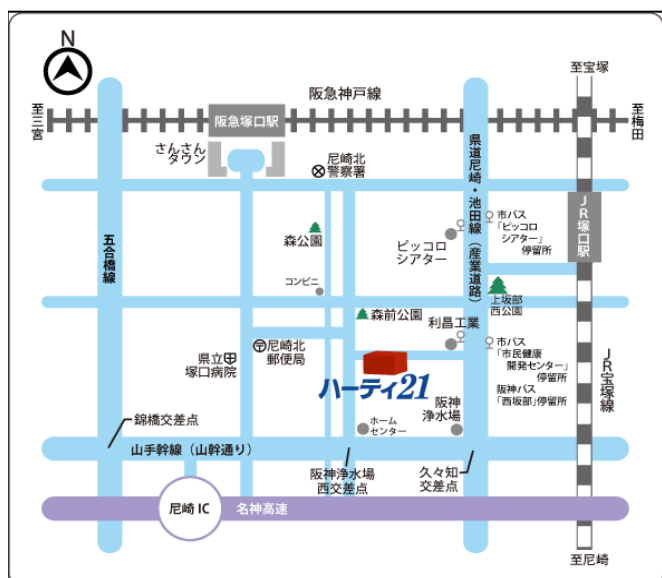 N
至宝塚
阪急神戸線
至三宮
阪急塚口駅
至梅田
さんさん
タウン
尼崎北
警察署
県道尼崎・池田線（産業道路）
市バス
「ピッコロ
シアター」
停留所
JR塚口駅
五合橋線
森公園
ピッコロ
シアター
コンビニ
上坂部
西公園
森前公園
利昌工業
尼崎北
郵便局
県立
塚口病院
市バス
「市民健康
開発センター」
停留所
阪神バス
「西坂部」停留所
JR宝塚線
ハーティ21
阪神
浄水場
ホーム
センター
錦橋交差点
山手幹線（山幹通り）
阪神浄水場
西交差点
久々知
交差点
尼崎IC
名神高速
至尼崎